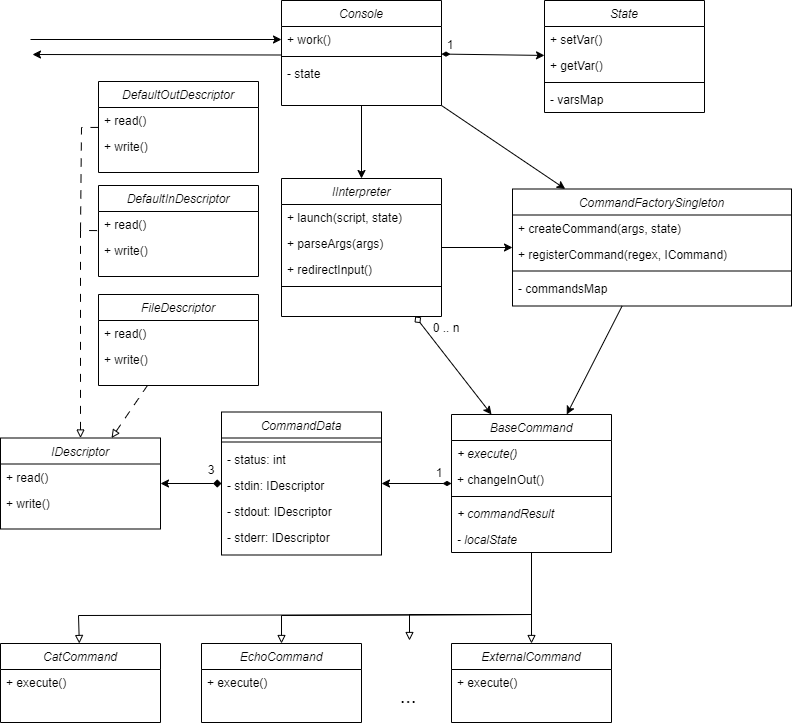 Console
+ work()
- state
1
State
+ setVar()
+ getVar()
- varsMap
DefaultOutDescriptor
+ read()
+ write()
DefaultInDescriptor
+ read()
+ write()
FileDescriptor
+ read()
+ write()
IInterpreter
+ launch(script, state)
+ parseArgs(args)
+ redirectInput()
0 .. n
CommandFactorySingleton
+ createCommand(args, state)
+ registerCommand(regex, ICommand)
- commandsMap
IDescriptor
+ read()
+ write()
3
CommandData
- status: int
- stdin: IDescriptor
- stdout: IDescriptor
- stderr: IDescriptor
1
BaseCommand
+ execute()
+ changeInOut()
+ commandResult
- localState
CatCommand
+ execute()
EchoCommand
+ execute()
...
ExternalCommand
+ execute()